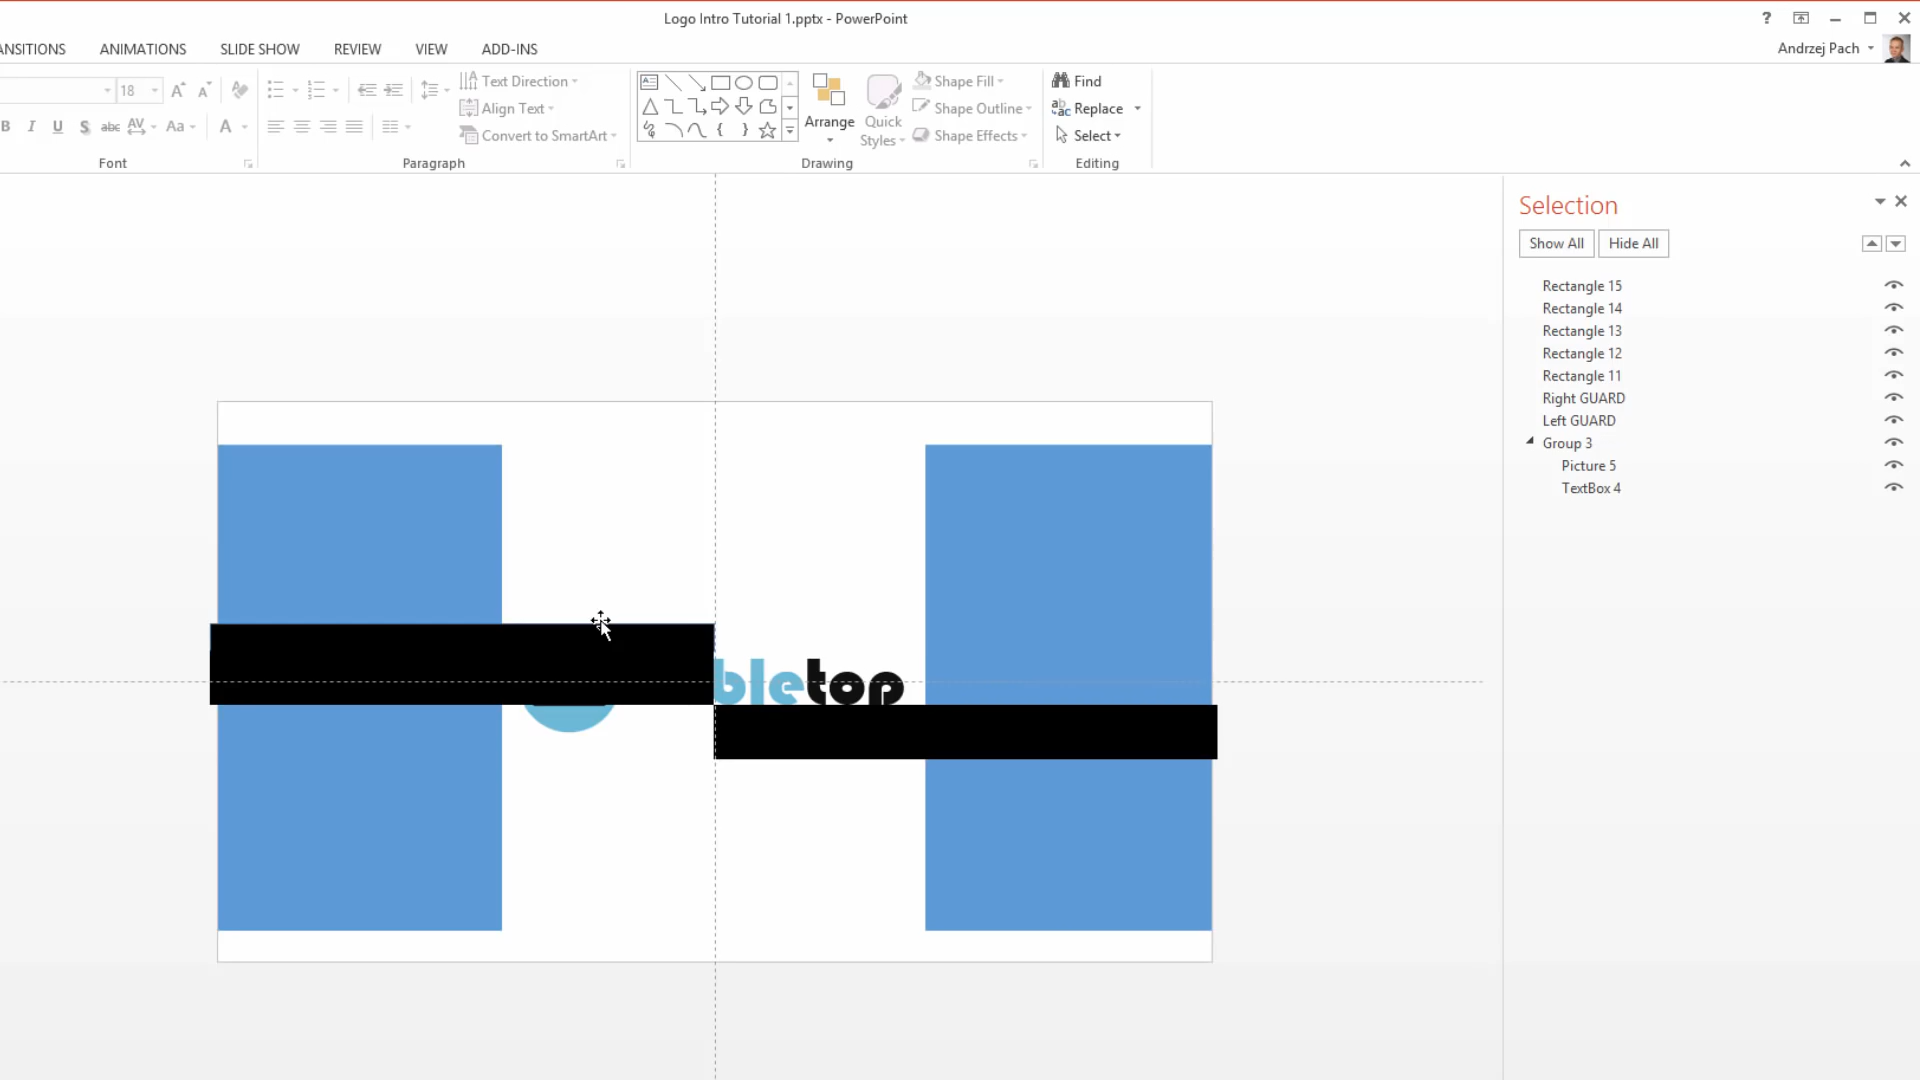 Logo Intro Tutorial 1.pptx - PowerPoint
?
ANSITIONS ANIMATIONS SLIDE SHOW REVIEW VIEW ADD-INS
Andrzej Pach
18 A A
B I U S abc AV Aa A
Font
Text Direction
Align Text
Convert to SmartArt
Paragraph
Arrange
Quick
Styles
Shape Fill
Shape Outline
Shape Effects
Drawing
Find
Replace
Select
Editing
Selection
Show All Hide All
Rectangle 15
Rectangle 14
Rectangle 13
Rectangle 12
Rectangle 11
Right GUARD
Left GUARD
Group 3
Picture 5
TextBox 4
bletop